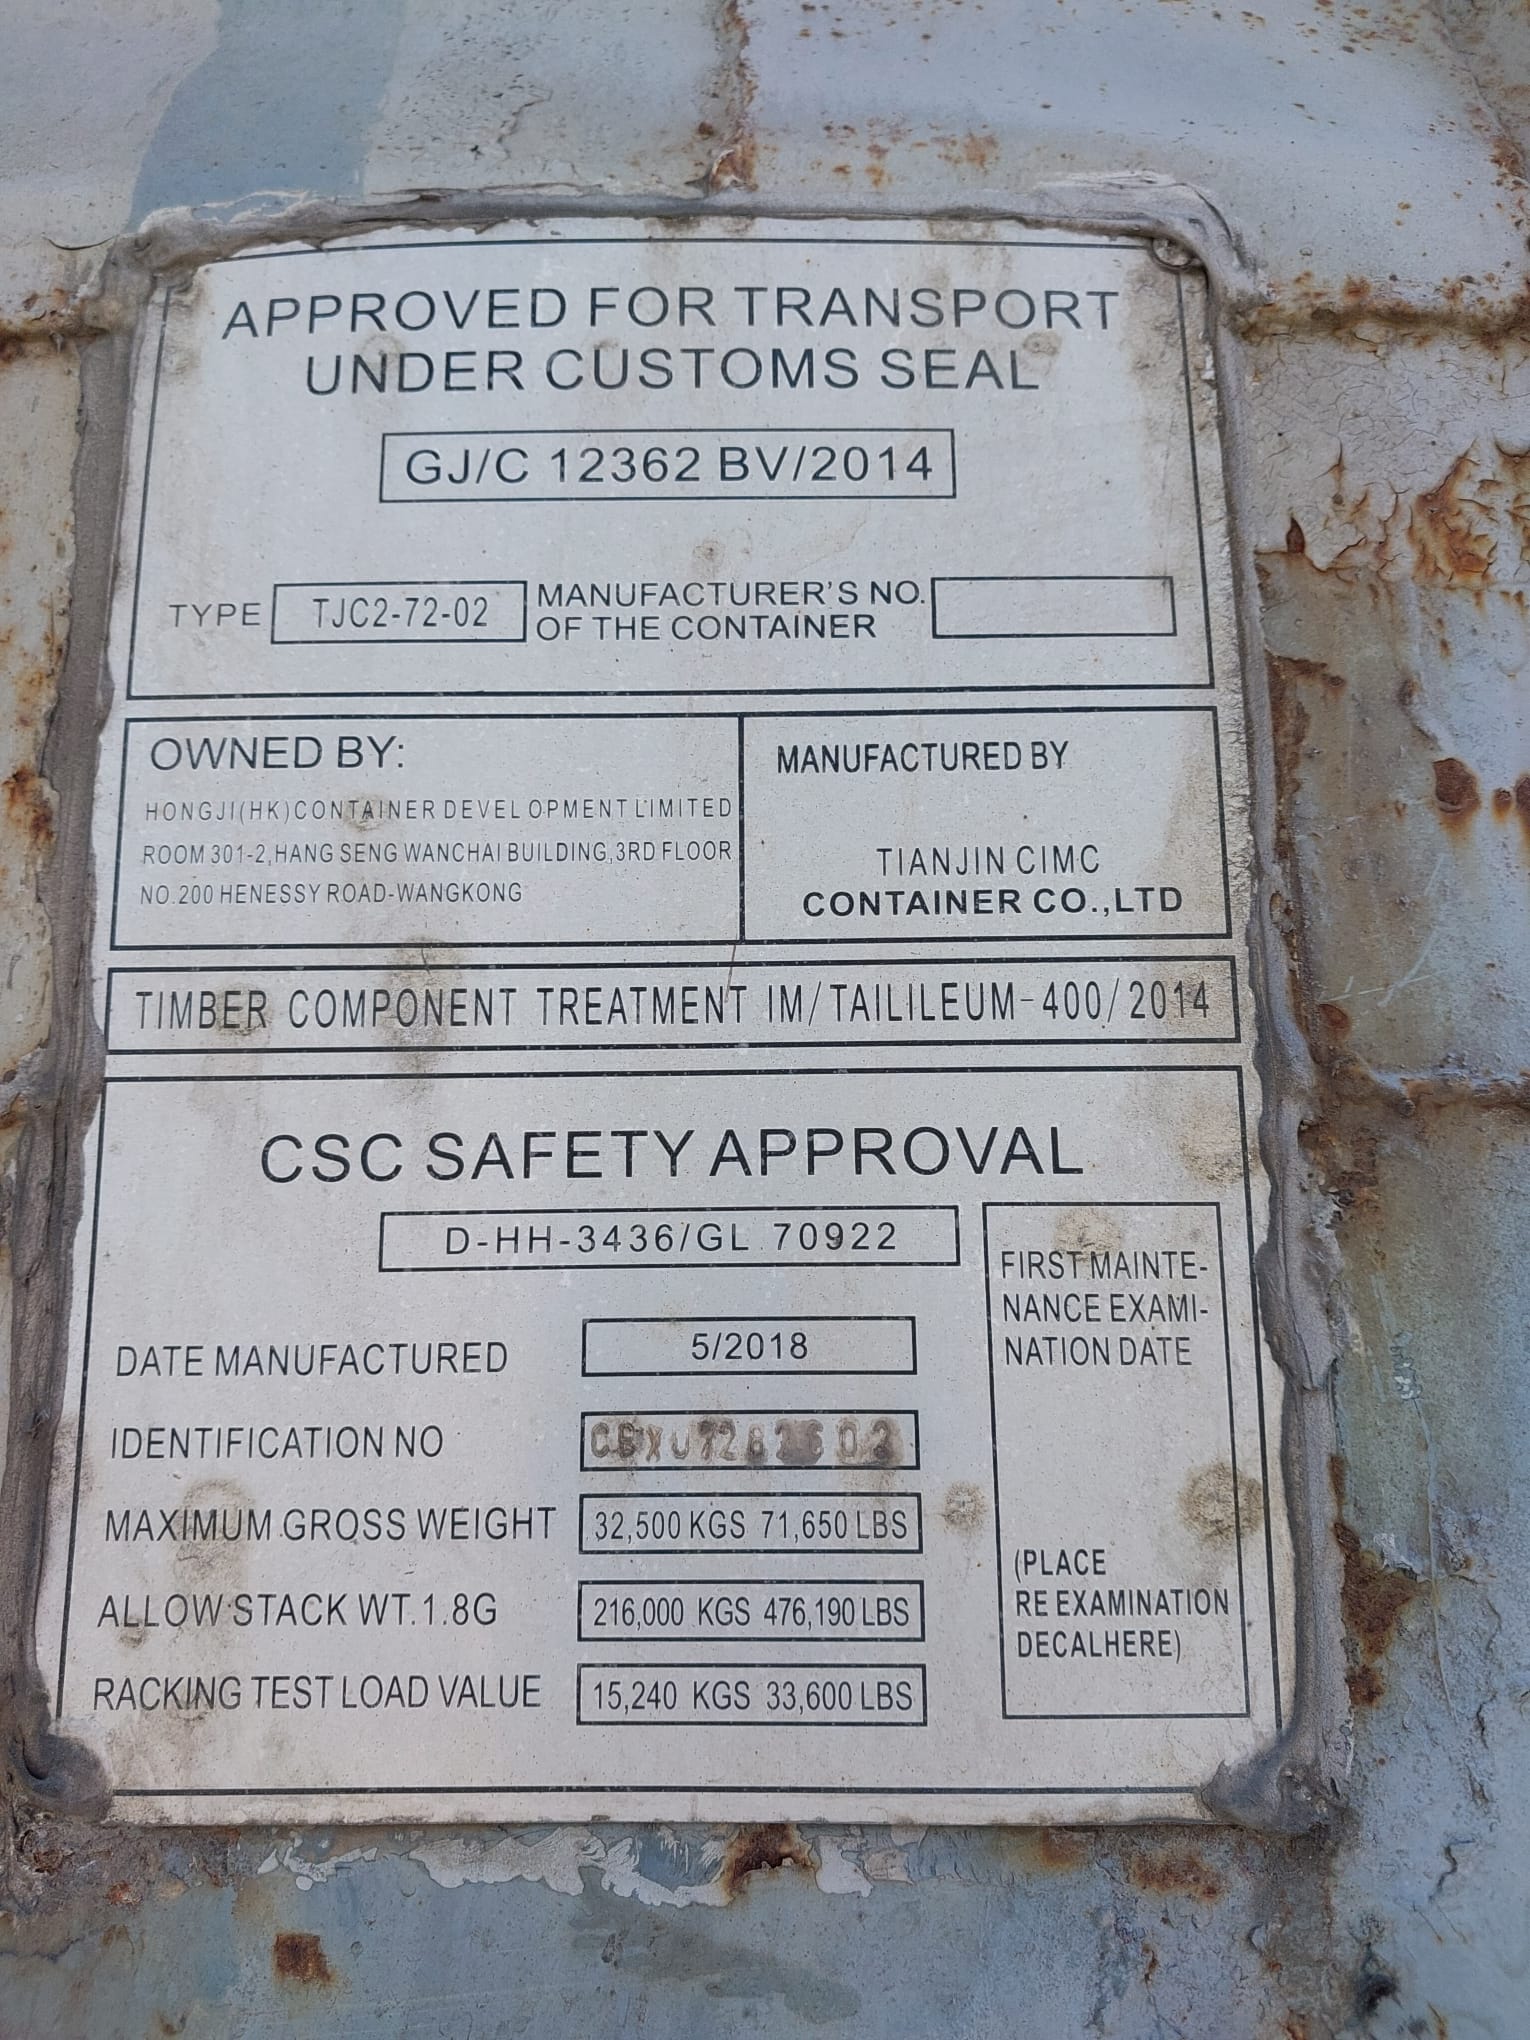 APPROVED FOR TRANSPORT
UNDER CUSTOMS SEAL
GJ/C 12362 BV/2014
TYPE TJC2-72-02 MANUFACTURER'S NO.
OF THE CONTAINER
OWNED BY:
HONGJI(HK)CONTAINER DEVELOPMENT LIMITED
ROOM 301-2,HANG SENG WANCHAI BUILDING,3RD FLOOR
NO.200 HENESSY ROAD-WANGKONG
MANUFACTURED BY
TIANJIN CIMC
CONTAINER CO.,LTD
TIMBER COMPONENT TREATMENT IM/TAILILEUM-400/2014
CSC SAFETY APPROVAL
D-HH-3436/GL 70922
DATE MANUFACTURED 5/2018
IDENTIFICATION NO
MAXIMUM GROSS WEIGHT 32,500 KGS 71,650 LBS
ALLOW STACK WT.1.8G 216,000 KGS 476,190 LBS
RACKING TEST LOAD VALUE 15,240 KGS 33,600 LBS
FIRST MAINTE-
NANCE EXAMI-
NATION DATE
(PLACE
RE EXAMINATION
DECALHERE)